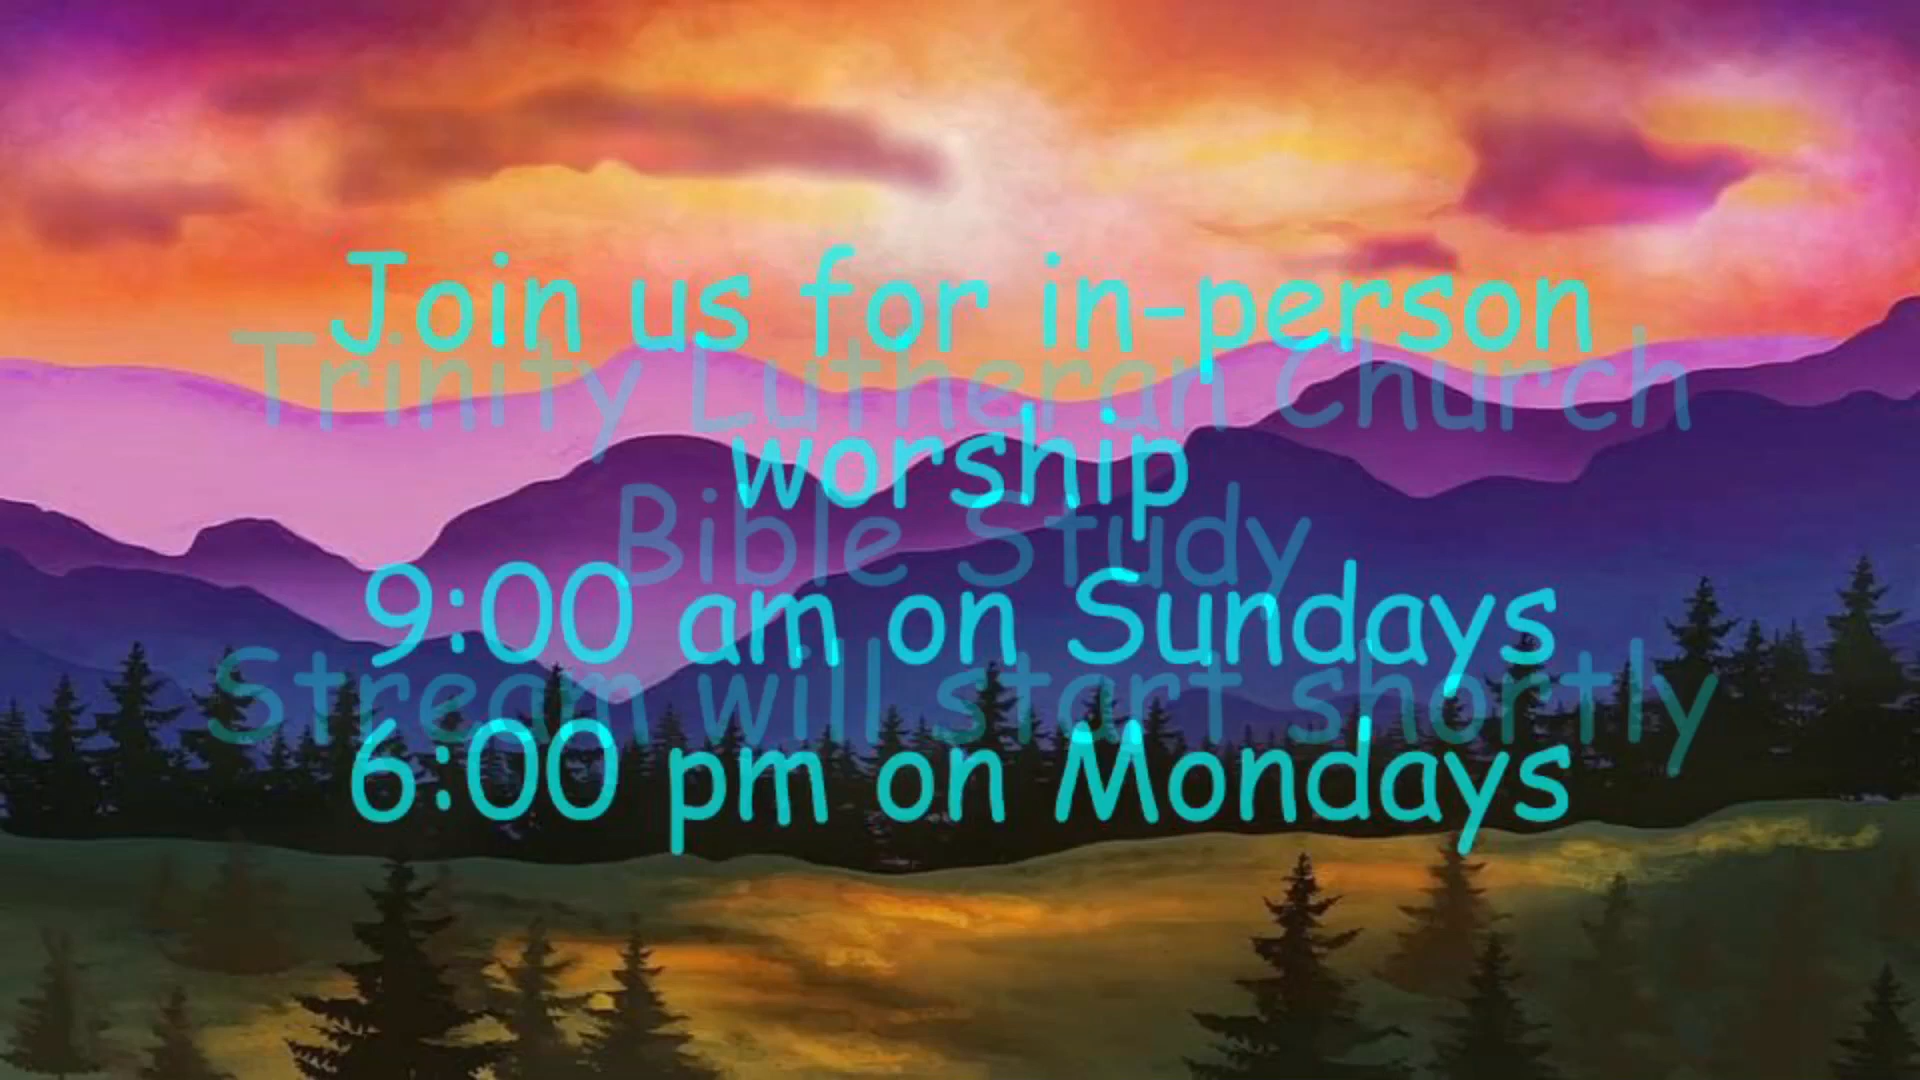 Join us for in-person
worship
9:00 am on Sundays
6:00 pm on Mondays
Trinity Lutheran Church
Bible Study
Stream will start shortly